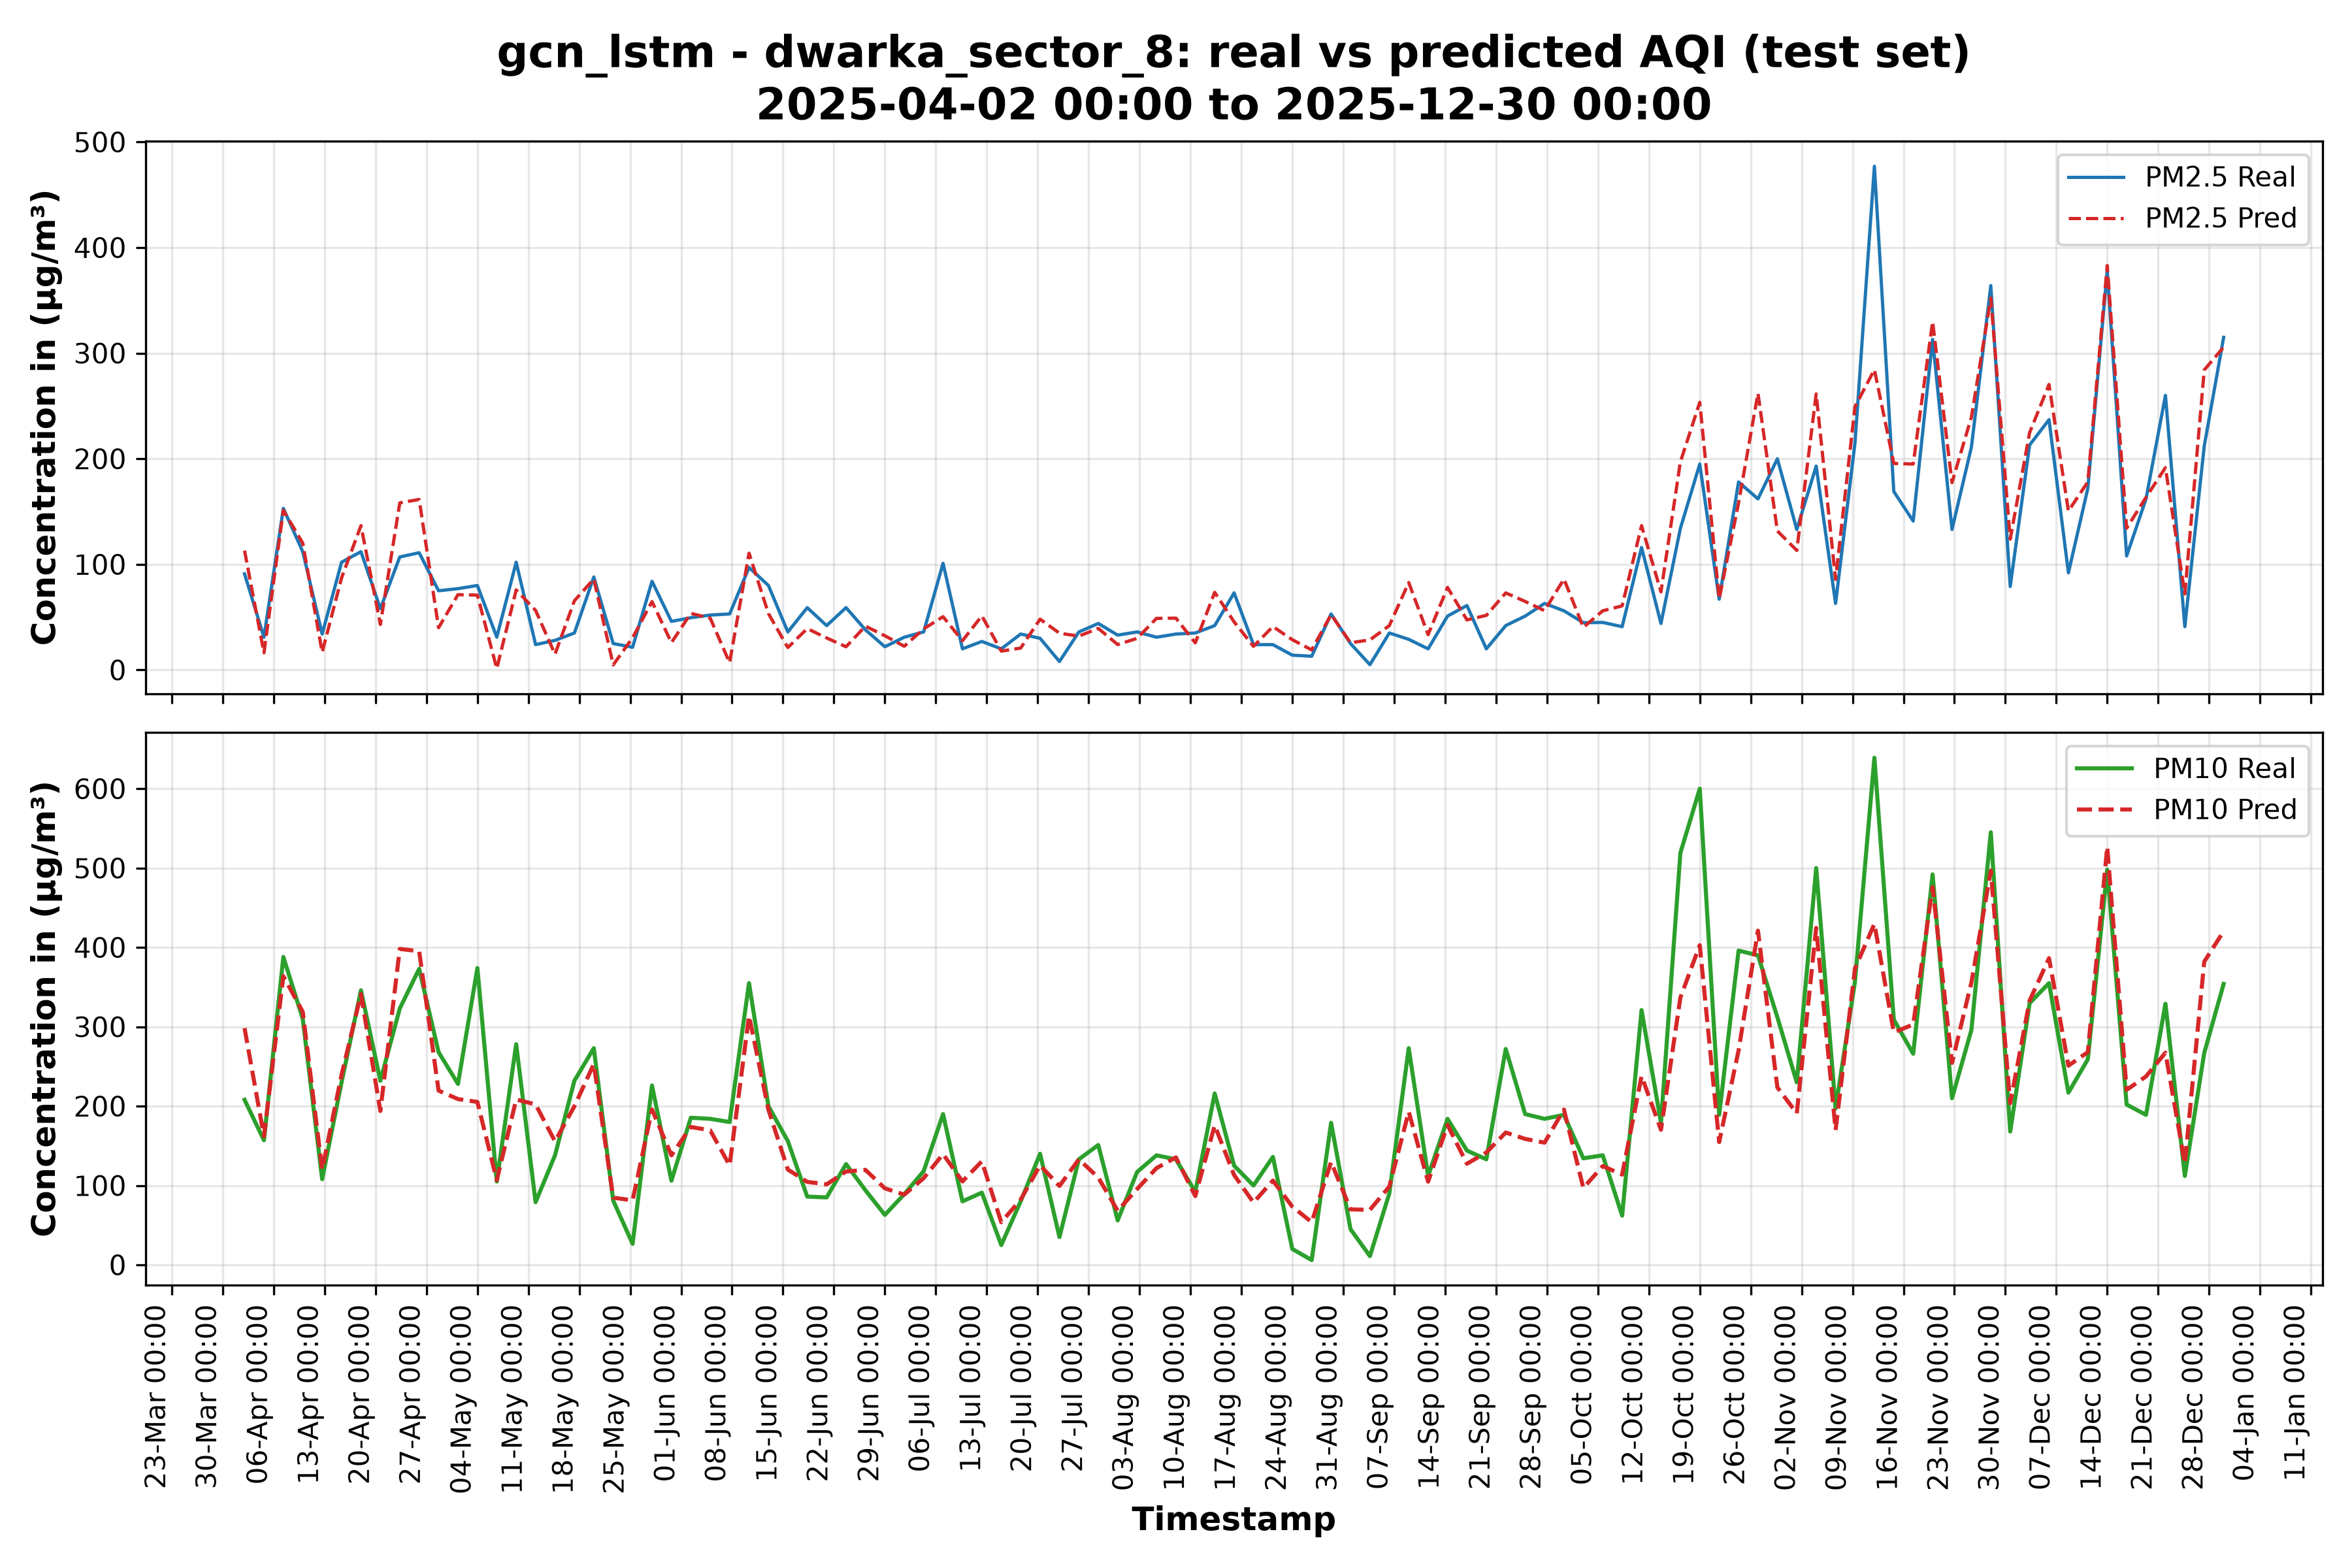 gcn_lstm - dwarka_sector_8: real vs predicted AQI (test set)
2025-04-02 00:00 to 2025-12-30 00:00
Concentration in (µg/m³)
500
400
300
200
100
0
PM2.5 Real
PM2.5 Pred
Concentration in (µg/m³)
600
500
400
300
200
100
0
PM10 Real
PM10 Pred
23-Mar 00:00
30-Mar 00:00
06-Apr 00:00
13-Apr 00:00
20-Apr 00:00
27-Apr 00:00
04-May 00:00
11-May 00:00
18-May 00:00
25-May 00:00
01-Jun 00:00
08-Jun 00:00
15-Jun 00:00
22-Jun 00:00
29-Jun 00:00
06-Jul 00:00
13-Jul 00:00
20-Jul 00:00
27-Jul 00:00
03-Aug 00:00
10-Aug 00:00
17-Aug 00:00
24-Aug 00:00
31-Aug 00:00
07-Sep 00:00
14-Sep 00:00
21-Sep 00:00
28-Sep 00:00
05-Oct 00:00
12-Oct 00:00
19-Oct 00:00
26-Oct 00:00
02-Nov 00:00
09-Nov 00:00
16-Nov 00:00
23-Nov 00:00
30-Nov 00:00
07-Dec 00:00
14-Dec 00:00
21-Dec 00:00
28-Dec 00:00
04-Jan 00:00
11-Jan 00:00
Timestamp